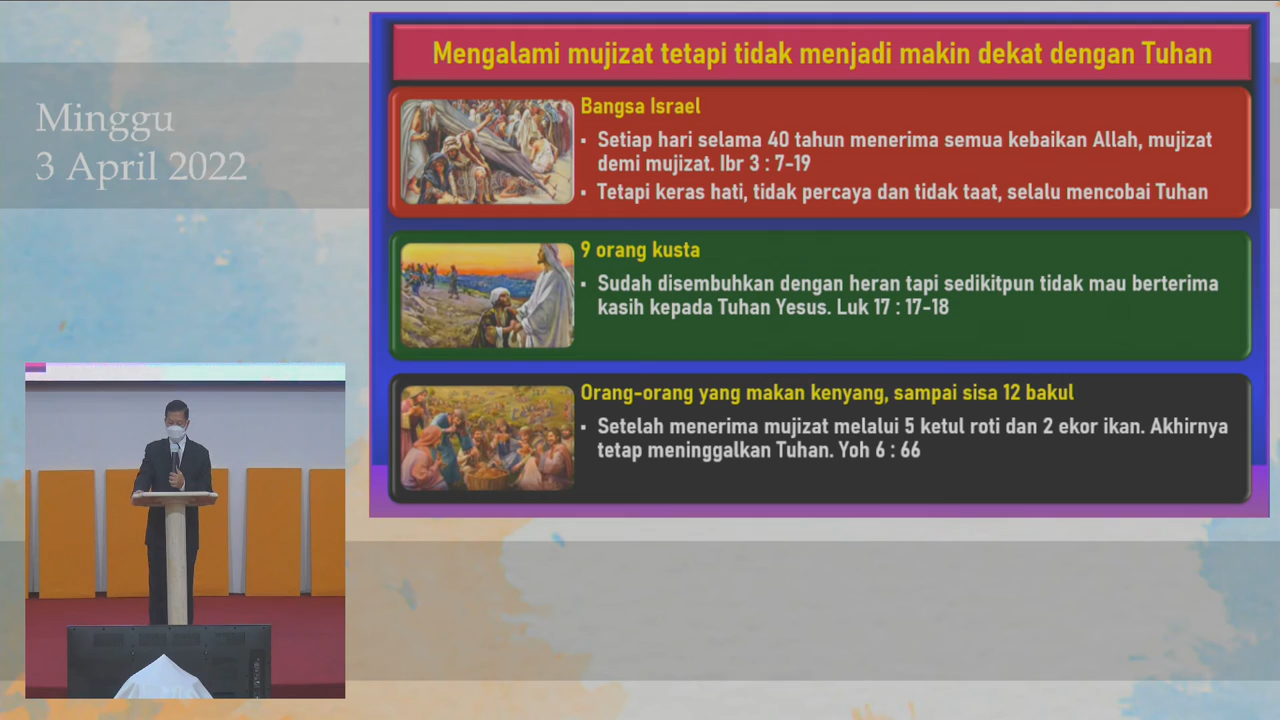 Minggu
3 April 2022
Mengalami mujizat tetapi tidak menjadi makin dekat dengan Tuhan
Bangsa Israel
▪ Setiap hari selama 40 tahun menerima semua kebaikan Allah, mujizat
demi mujizat. Ibr 3 : 7-19
▪ Tetapi keras hati, tidak percaya dan tidak taat, selalu mencobai Tuhan
9 orang kusta
▪ Sudah disembuhkan dengan heran tapi sedikitpun tidak mau berterima
kasih kepada Tuhan Yesus. Luk 17 : 17-18
Orang-orang yang makan kenyang, sampai sisa 12 bakul
▪ Setelah menerima mujizat melalui 5 ketul roti dan 2 ekor ikan. Akhirnya
tetap meninggalkan Tuhan. Yoh 6 : 66